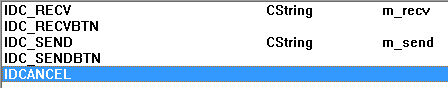 IDC_RECV CString m_recv
IDC_RECVBTN
IDC_SEND CString m_send
IDC_SENDBTN
IDCANCEL